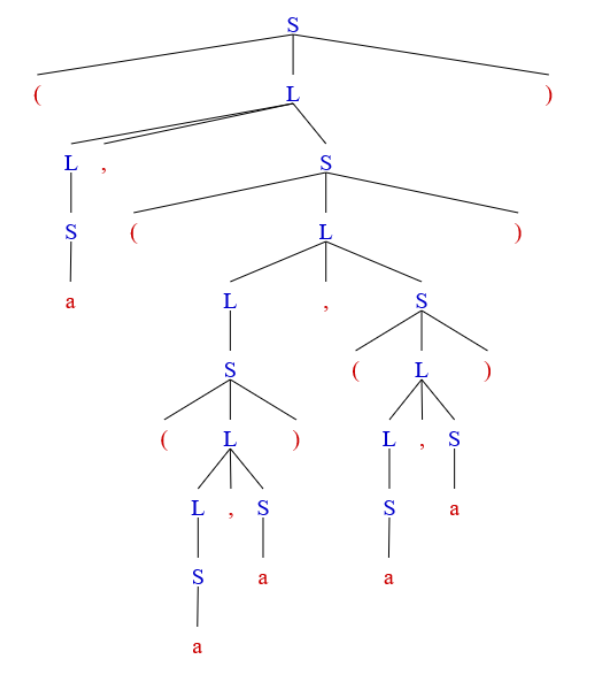 S
( L )
L , S
S ( L )
a L , S
S ( L )
( L ) L , S
L , S S a
S a a
a